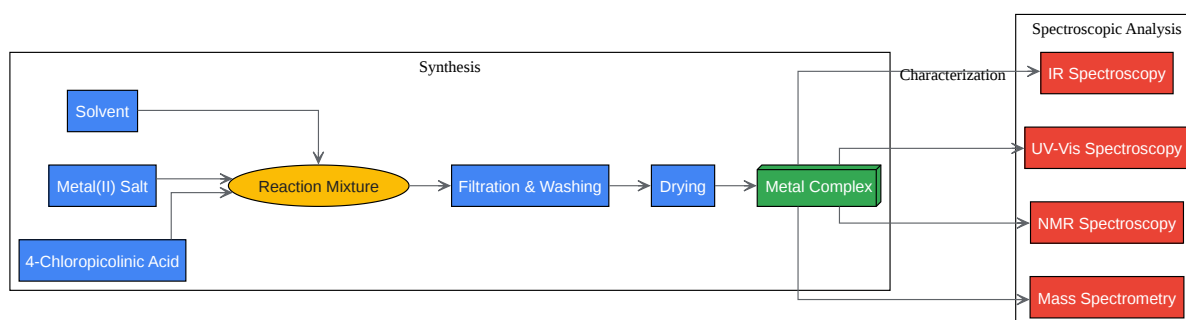 Spectroscopic Analysis
Synthesis
Characterization
IR Spectroscopy
Solvent
UV-Vis Spectroscopy
Metal(II) Salt
Reaction Mixture
Filtration & Washing
Drying
Metal Complex
NMR Spectroscopy
4-Chloropicolinic Acid
Mass Spectrometry